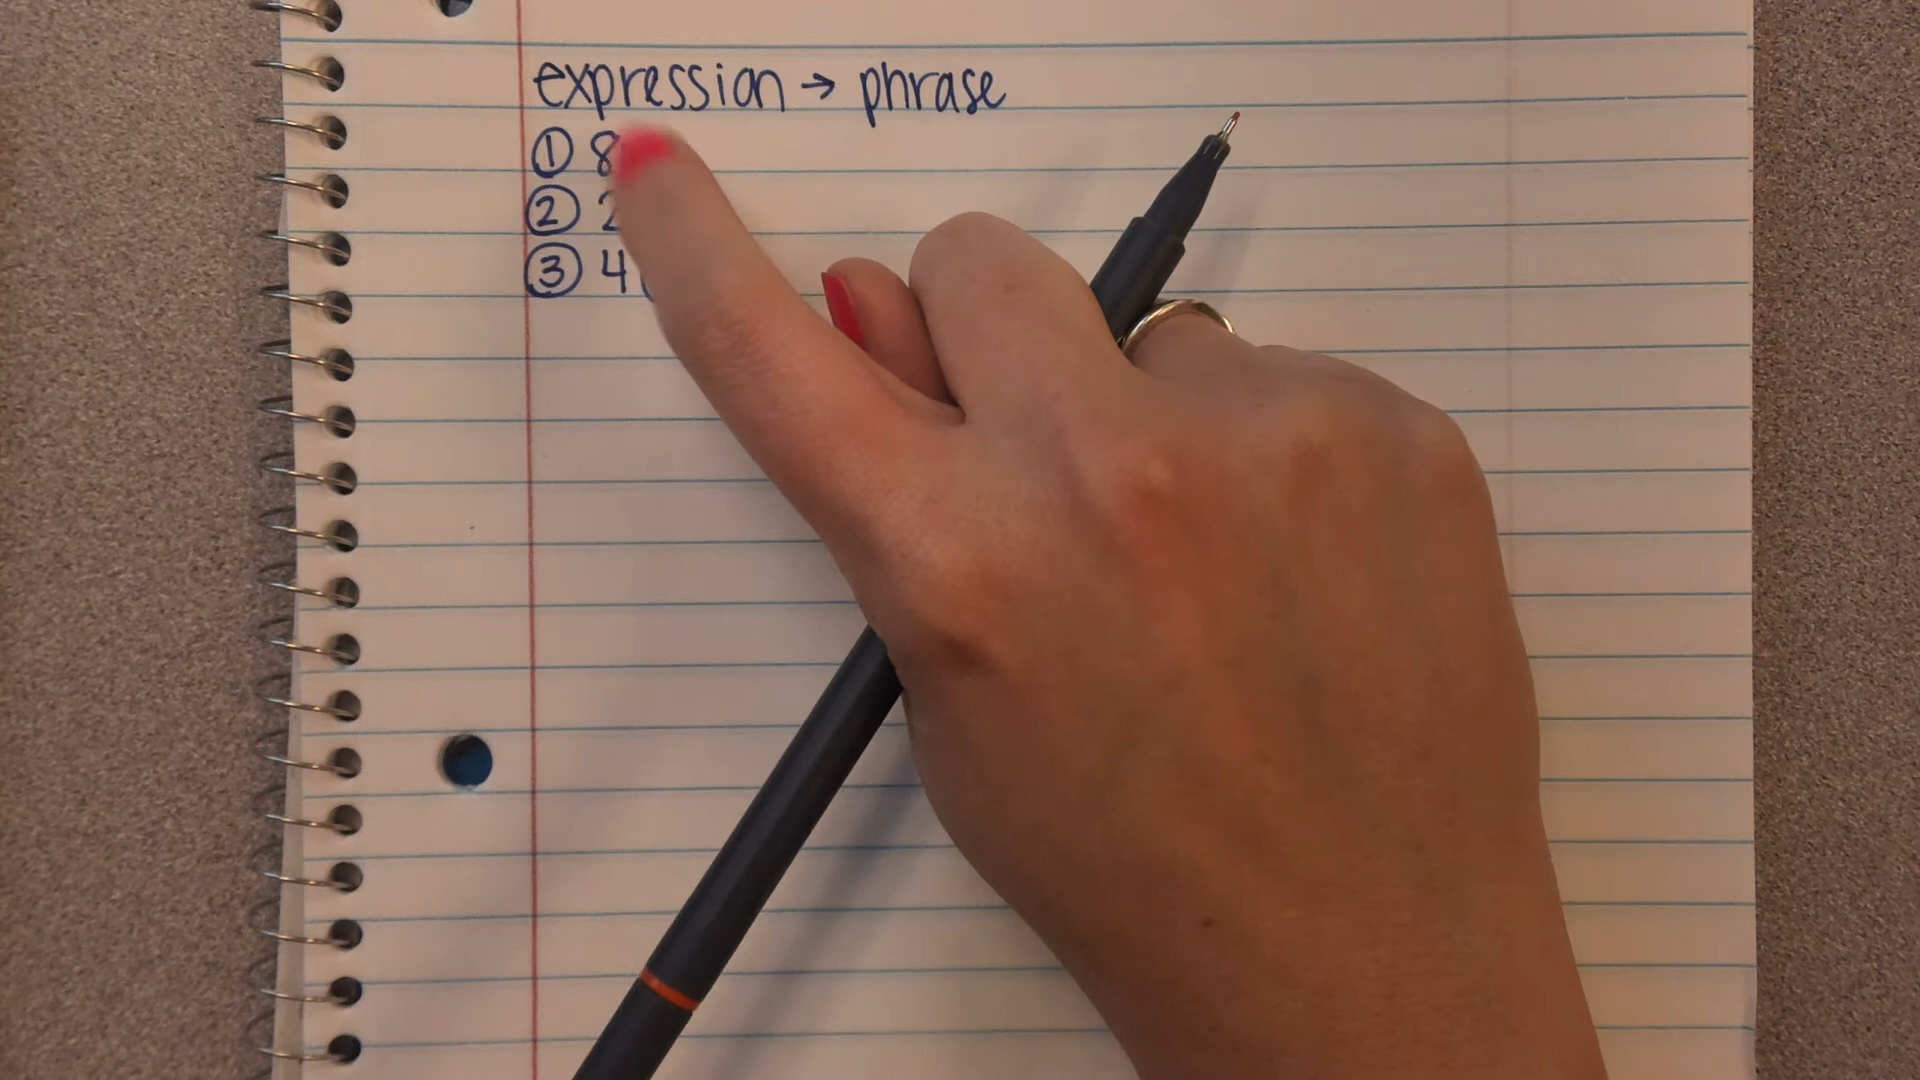 expression → phrase
① 8
② 2
③ 4 (